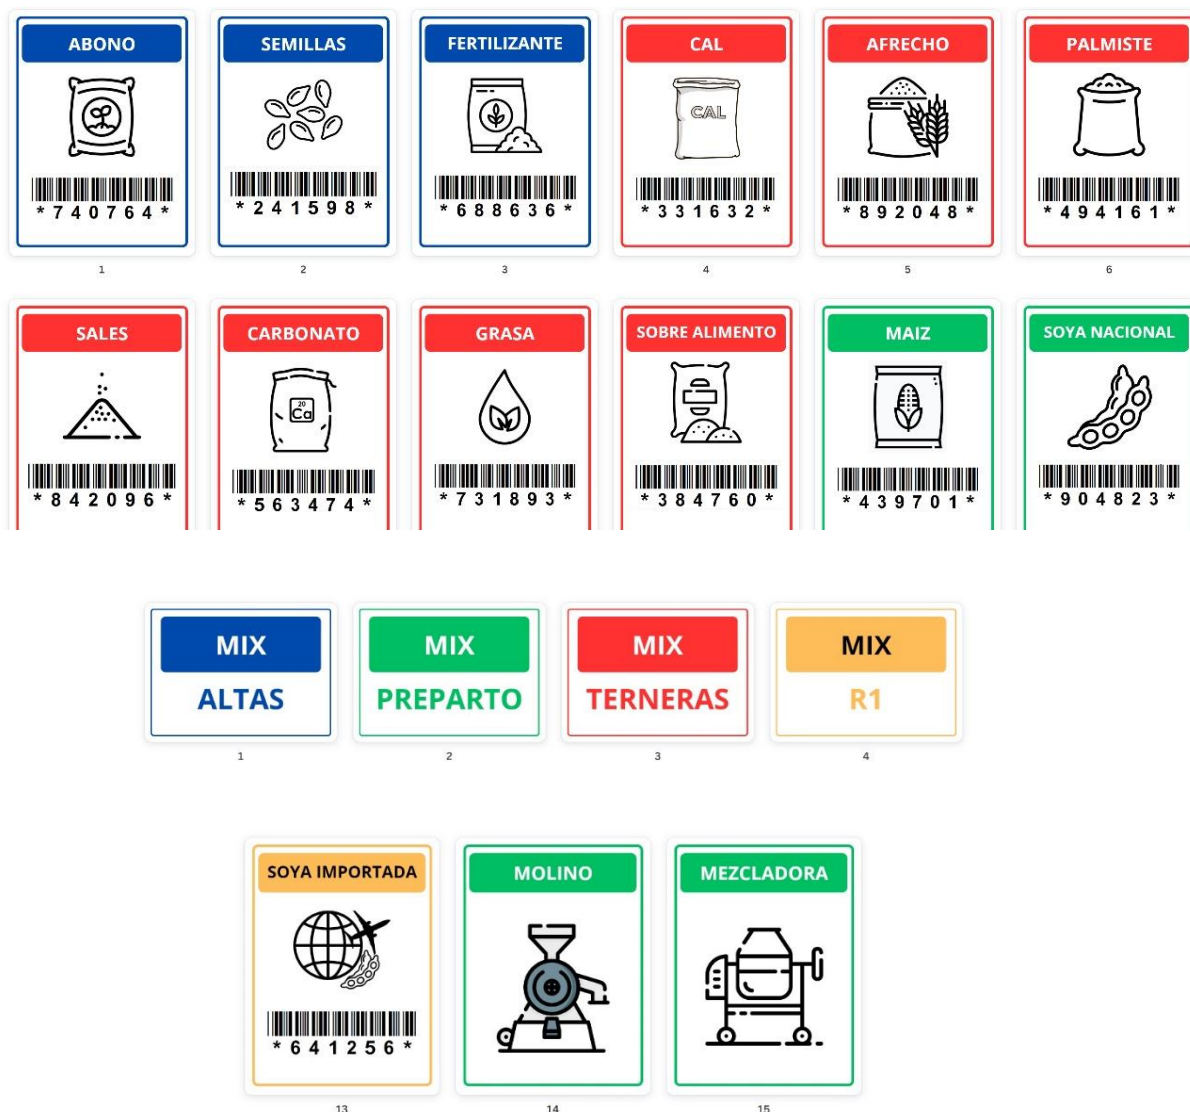 ABONO SEMILLAS FERTILIZANTE CAL AFRECHO PALMISTE
CAL
*740764* *241598* *688636* *331632* *892048* *494161*
1 2 3 4 5 6
SALES CARBONATO GRASA SOBRE ALIMENTO MAIZ SOYA NACIONAL
20
Ca
*842096* *563474* *731893* *384760* *439701* *904823*
MIX MIX MIX MIX
ALTAS PREPARTO TERNERAS R1
1 2 3 4
SOYA IMPORTADA MOLINO MEZCLADORA
*641256*
13 14 15